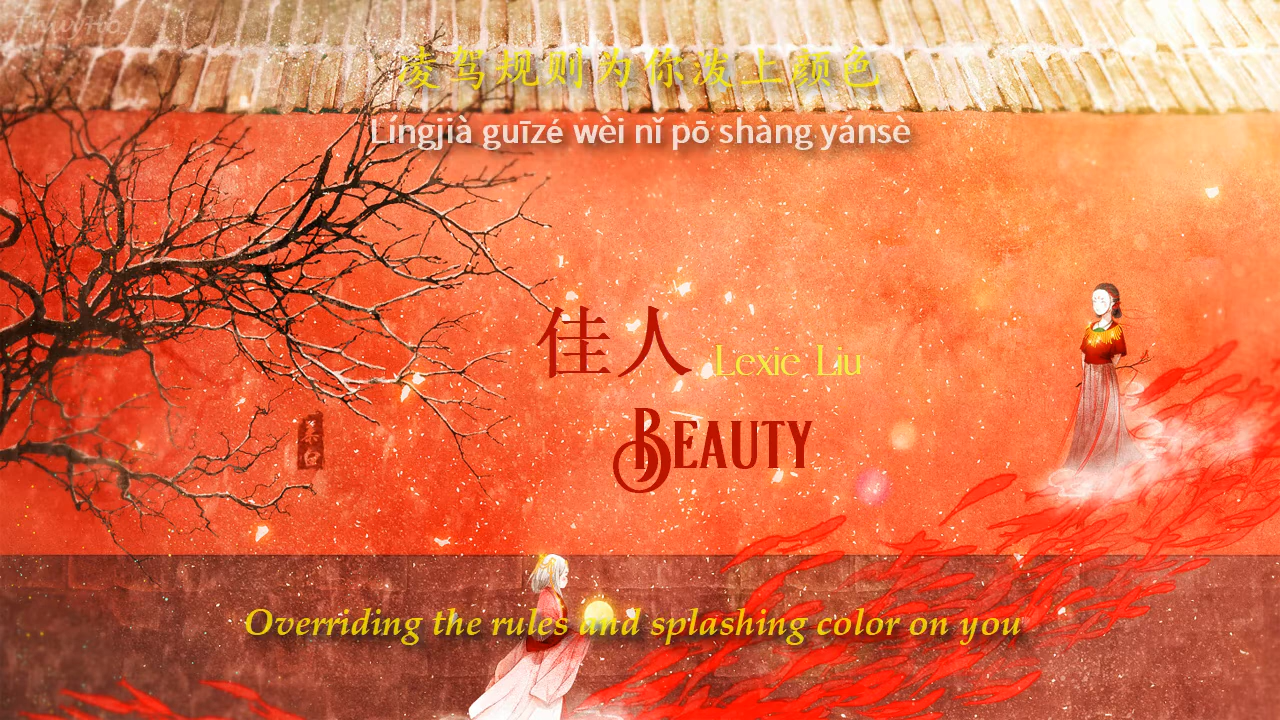 凌驾规则为你泼上颜色
Língjià guīzé wèi nǐ pō shàng yánsè
佳人 Lexie Liu
BEAUTY
Overriding the rules and splashing color on you